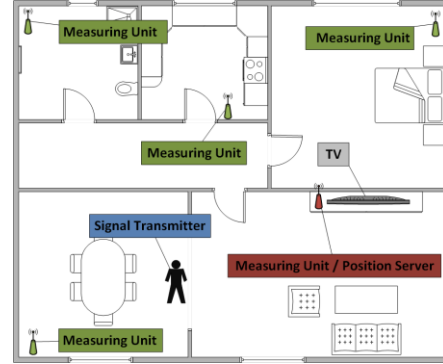 Measuring Unit
Measuring Unit
Measuring Unit
TV
Signal Transmitter
Measuring Unit / Position Server
Measuring Unit